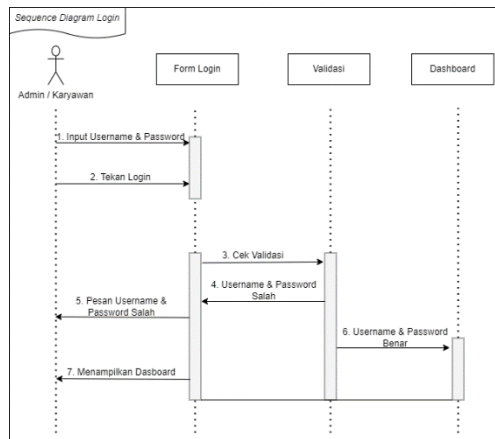 Sequence Diagram Login
Form Login
Validasi
Dashboard
Admin / Karyawan
1. Input Username & Password
2. Tekan Login
3. Cek Validasi
4. Username & Password
Salah
5. Pesan Username &
Password Salah
6. Username & Password
Benar
7. Menampilkan Dasboard